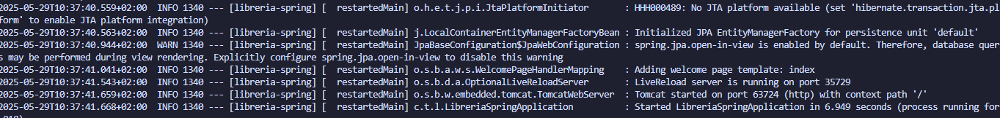 2025-05-29T10:37:40.559+02:00  INFO 1340 --- [libreria-spring] [  restartedMain] o.h.e.t.j.p.i.JtaPlatformInitiator       : HHH000489: No JTA platform available (set 'hibernate.transaction.jta.pl
form' to enable JTA platform integration)
2025-05-29T10:37:40.563+02:00  INFO 1340 --- [libreria-spring] [  restartedMain] j.LocalContainerEntityManagerFactoryBean : Initialized JPA EntityManagerFactory for persistence unit 'default'
2025-05-29T10:37:40.944+02:00  WARN 1340 --- [libreria-spring] [  restartedMain] JpaBaseConfiguration$JpaWebConfiguration : spring.jpa.open-in-view is enabled by default. Therefore, database quer
s may be performed during view rendering. Explicitly configure spring.jpa.open-in-view to disable this warning
2025-05-29T10:37:41.041+02:00  INFO 1340 --- [libreria-spring] [  restartedMain] o.s.b.a.w.s.WelcomePageHandlerMapping    : Adding welcome page template: index
2025-05-29T10:37:41.543+02:00  INFO 1340 --- [libreria-spring] [  restartedMain] o.s.b.d.a.OptionalLiveReloadServer       : LiveReload server is running on port 35729
2025-05-29T10:37:41.659+02:00  INFO 1340 --- [libreria-spring] [  restartedMain] o.s.b.w.embedded.tomcat.TomcatWebServer  : Tomcat started on port 63724 (http) with context path '/'
2025-05-29T10:37:41.668+02:00  INFO 1340 --- [libreria-spring] [  restartedMain] c.t.l.LibreriaSpringApplication          : Started LibreriaSpringApplication in 6.949 seconds (process running for